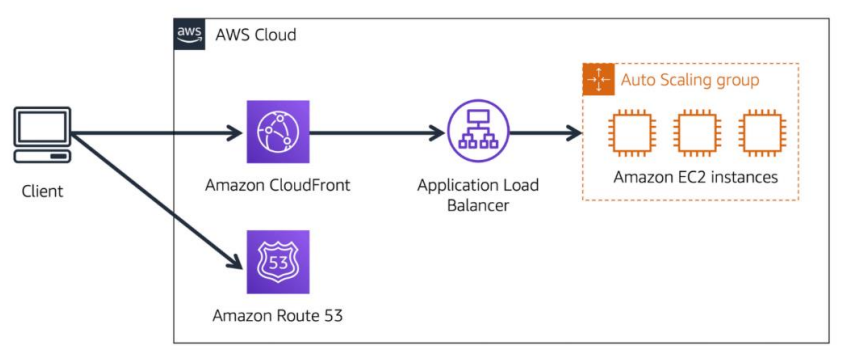 aws
AWS Cloud
Auto Scaling group
Client
Amazon CloudFront
Application Load
Balancer
Amazon EC2 instances
53
Amazon Route 53